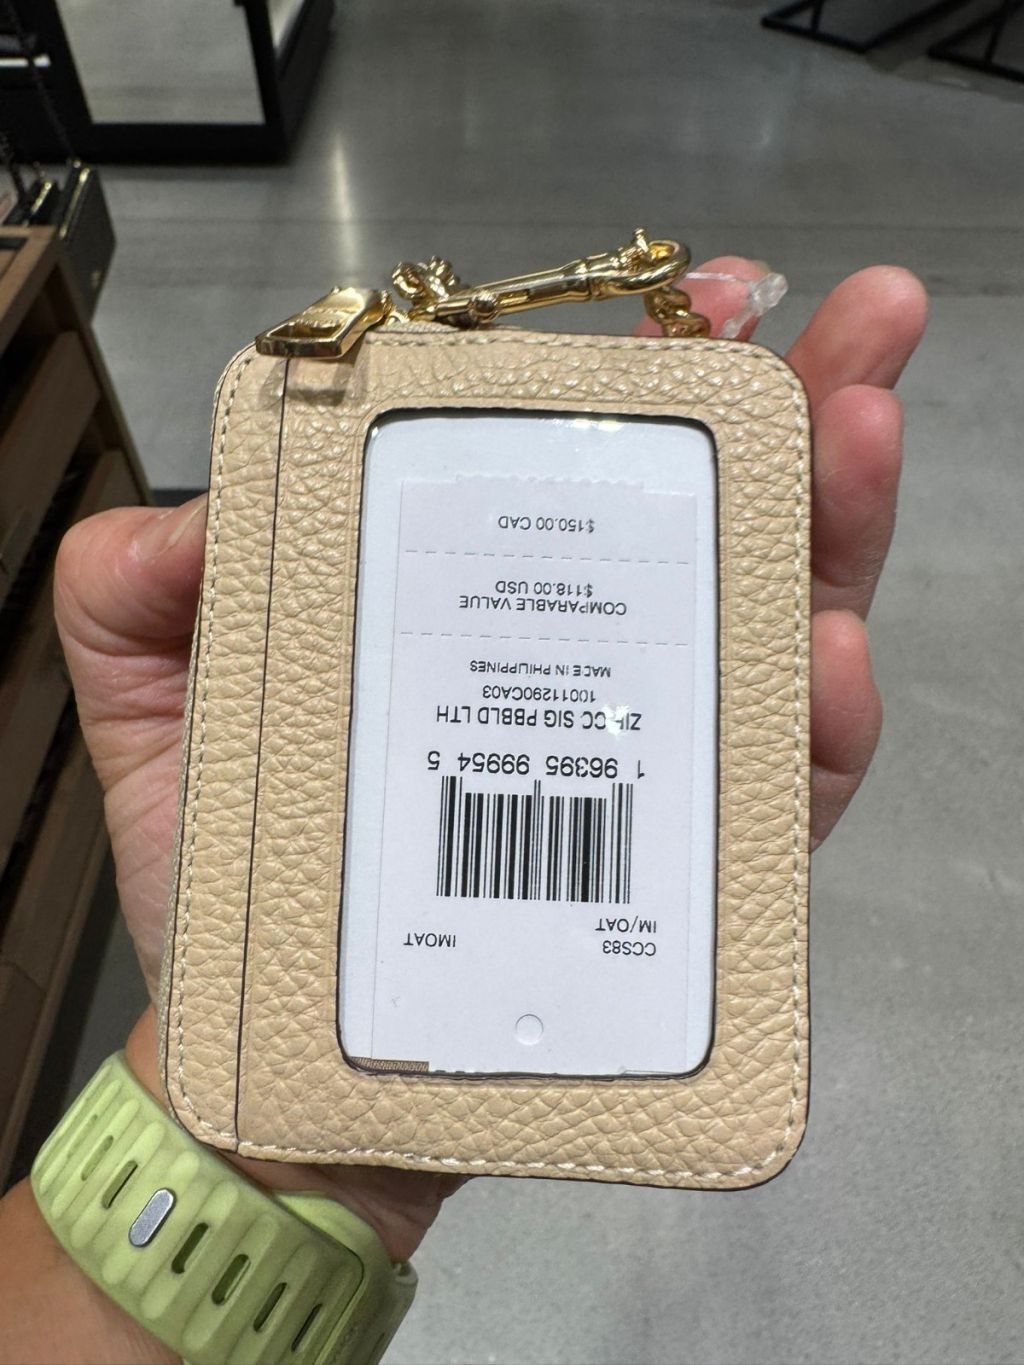 CCS83 IMOAT
IM/OAT
1 96395 99954 5
ZIP CC SIG PBBLD LTH
10011290CA03
MADE IN PHILIPPINES
COMPARABLE VALUE
$118.00 USD
$150.00 CAD